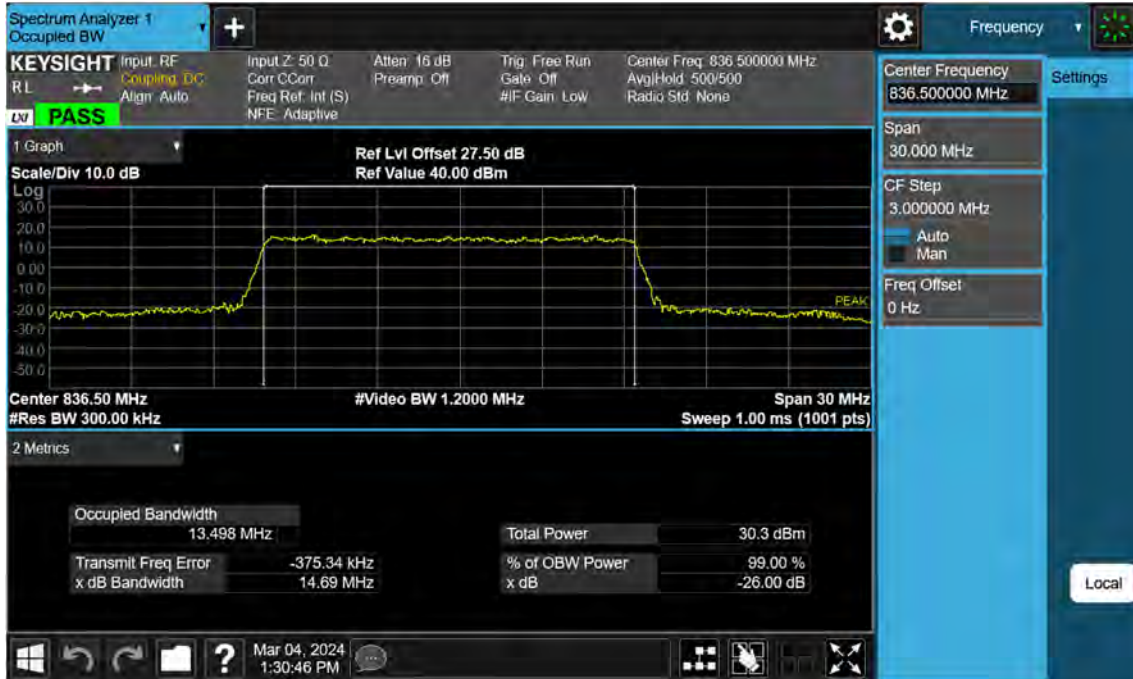 Spectrum Analyzer 1
Occupied BW
Frequency
KEYSIGHT
Input: RF
Coupling: DC
Align: Auto
Input Z: 50 Ω
Corr CCorr
Freq Ref: Int (S)
NFE: Adaptive
Atten: 16 dB
Preamp: Off
Trig: Free Run
Gate: Off
#IF Gain: Low
Center Freq: 836.500000 MHz
Avg|Hold: 500/500
Radio Std: None
RL
LXI
PASS
Center Frequency
836.500000 MHz
Settings
Span
30.000 MHz
CF Step
3.000000 MHz
Auto
Man
Freq Offset
0 Hz
Local
1 Graph
Scale/Div 10.0 dB
Ref Lvl Offset 27.50 dB
Ref Value 40.00 dBm
Log
30.0
20.0
10.0
0.00
-10.0
-20.0
-30.0
-40.0
-50.0
PEAK
Center 836.50 MHz
#Video BW 1.2000 MHz
Span 30 MHz
#Res BW 300.00 kHz
Sweep 1.00 ms (1001 pts)
2 Metrics
Occupied Bandwidth
13.498 MHz
Total Power 30.3 dBm
Transmit Freq Error -375.34 kHz
% of OBW Power 99.00 %
x dB Bandwidth 14.69 MHz
x dB -26.00 dB
?
Mar 04, 2024
1:30:46 PM